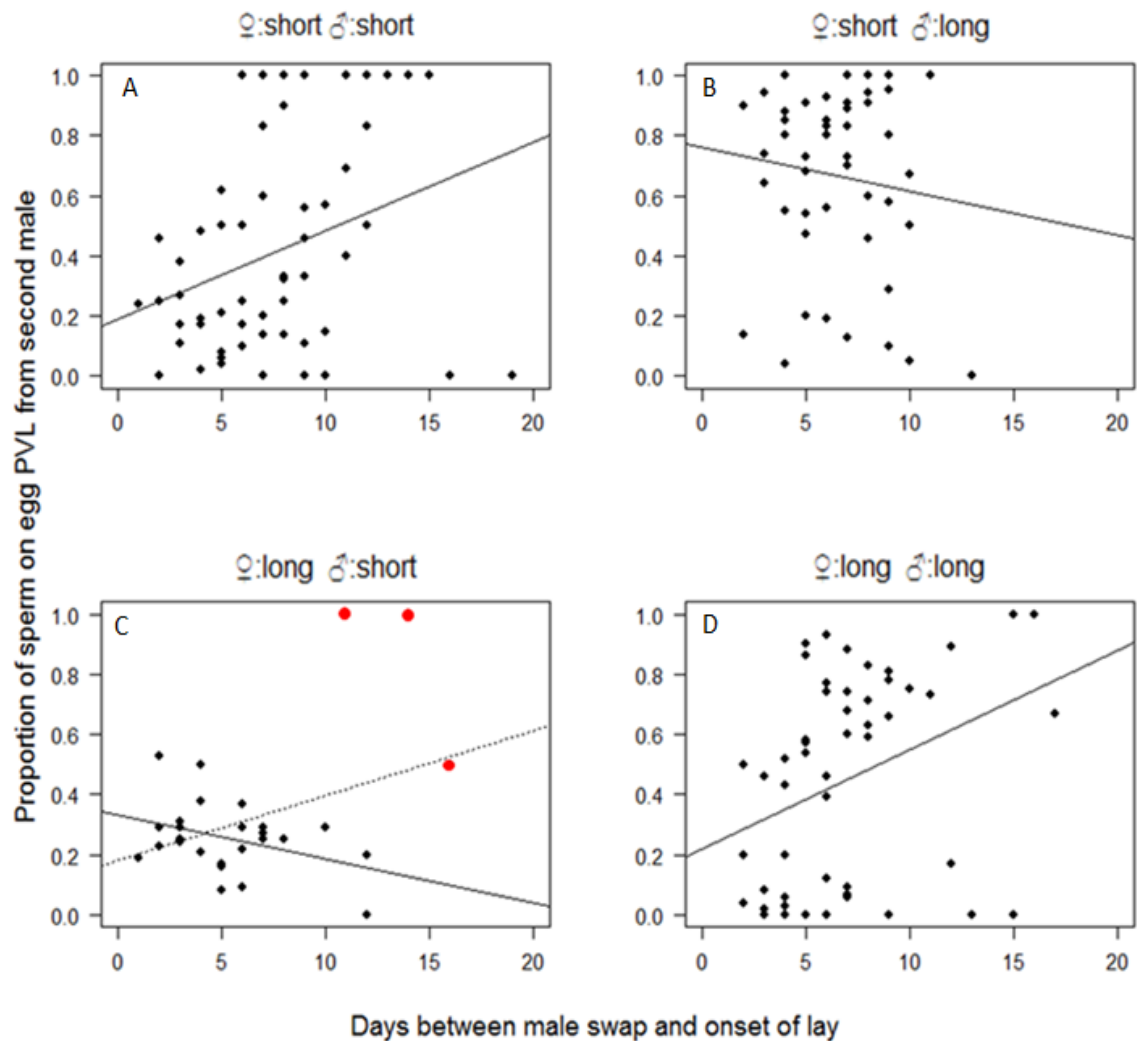 ♀:short ♂:short
♀:short ♂:long
Proportion of sperm on egg PVL from second male
A
1.0
0.8
0.6
0.4
0.2
0.0
0 5 10 15 20
B
1.0
0.8
0.6
0.4
0.2
0.0
0 5 10 15 20
♀:long ♂:short
♀:long ♂:long
C
1.0
0.8
0.6
0.4
0.2
0.0
0 5 10 15 20
D
1.0
0.8
0.6
0.4
0.2
0.0
0 5 10 15 20
Days between male swap and onset of lay